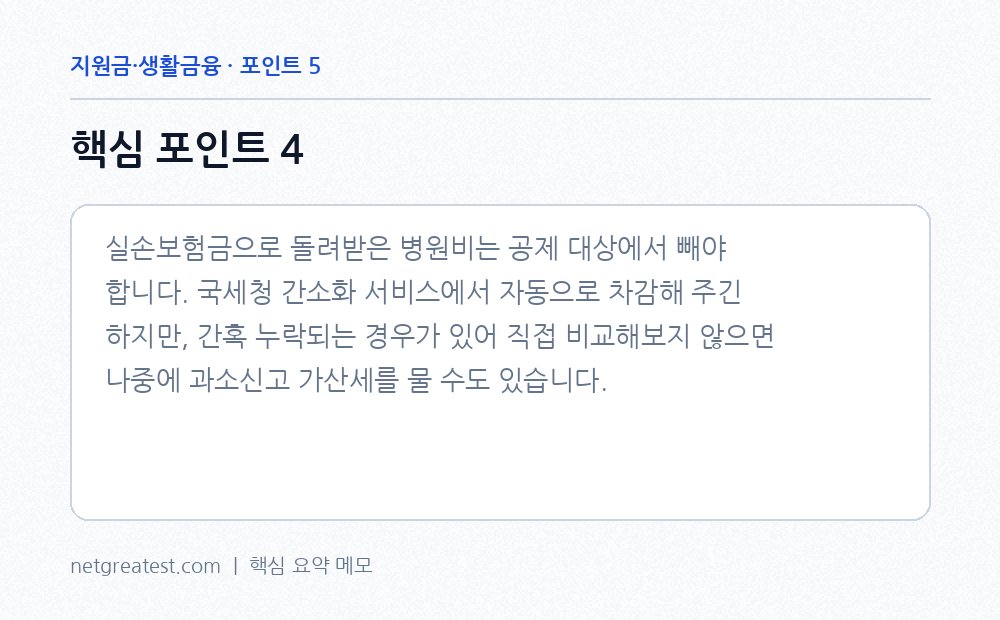 지원금·생활금융 · 포인트 5
핵심 포인트 4
실손보험금으로 돌려받은 병원비는 공제 대상에서 빼야
합니다. 국세청 간소화 서비스에서 자동으로 차감해 주긴
하지만, 간혹 누락되는 경우가 있어 직접 비교해보지 않으면
나중에 과소신고 가산세를 물 수도 있습니다.
netgreatest.com | 핵심 요약 메모